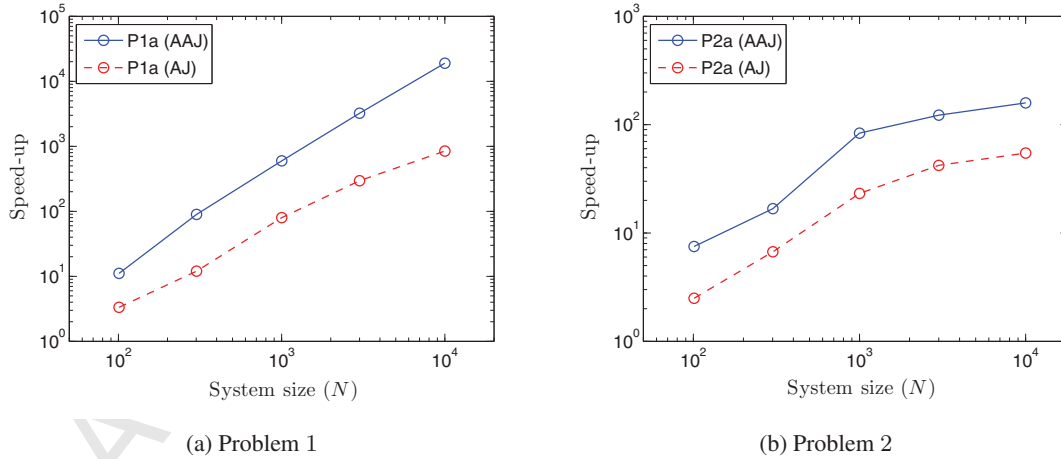 10^5
10^4
10^3
10^2
10^1
10^0
Speed-up
P1a (AAJ)
P1a (AJ)
10^2 10^3 10^4
System size (N)
(a) Problem 1
10^3
10^2
10^1
10^0
Speed-up
P2a (AAJ)
P2a (AJ)
10^2 10^3 10^4
System size (N)
(b) Problem 2